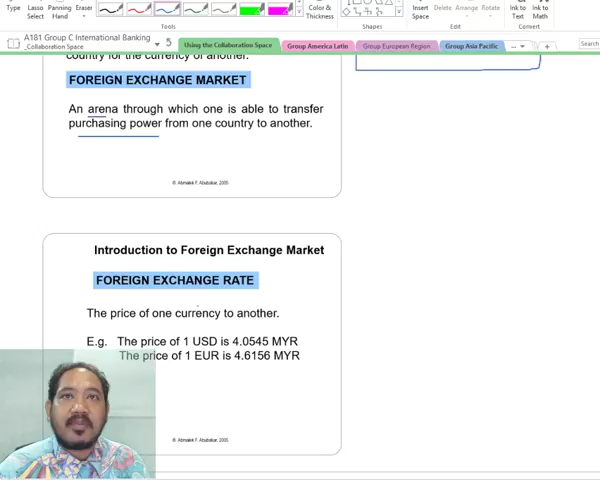 Type
Lasso
Select
Panning
Hand
Eraser
Color &
Thickness
Insert
Space
Delete
Arrange
Rotate
Ink to
Text
Ink to
Math
Tools
Shapes
Edit
Convert
A181 Group C International Banking
_Collaboration Space
5
Using the Collaboration Space
Group America Latin
Group European Region
Group Asia Pacific
...
+
Search
country for the currency of another.
FOREIGN EXCHANGE MARKET
An arena through which one is able to transfer
purchasing power from one country to another.
© Abmalek F. Abubakar, 2005
Introduction to Foreign Exchange Market
FOREIGN EXCHANGE RATE
The price of one currency to another.
E.g. The price of 1 USD is 4.0545 MYR
The price of 1 EUR is 4.6156 MYR
© Abmalek F. Abubakar, 2005